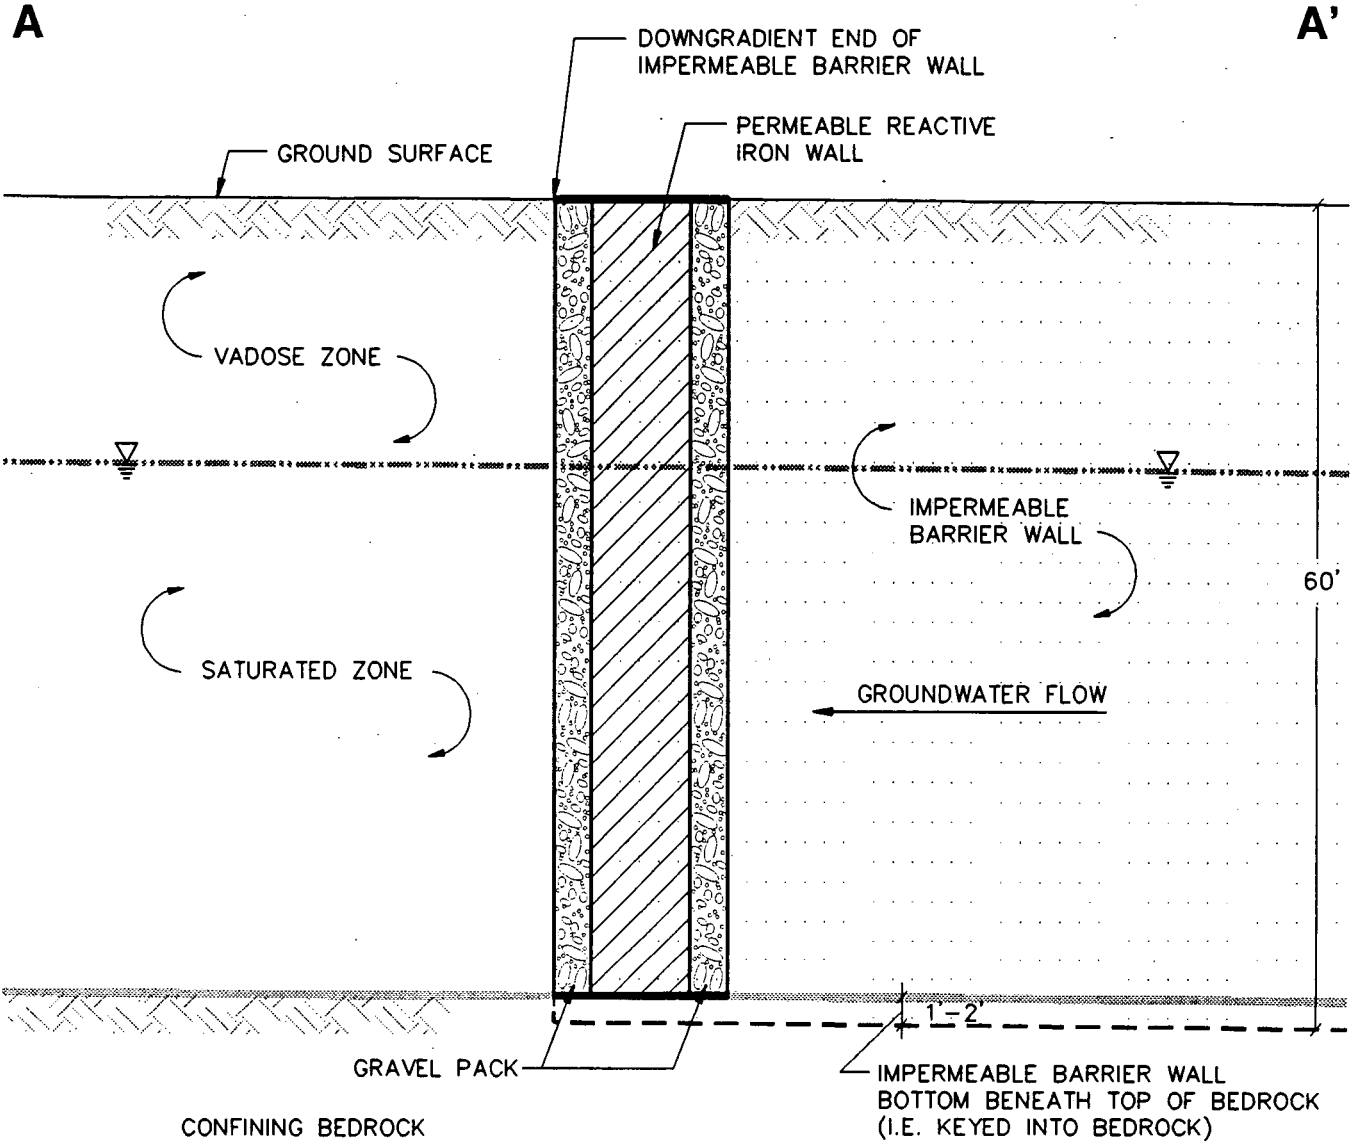 A
A'
DOWNGRADIENT END OF
IMPERMEABLE BARRIER WALL
PERMEABLE REACTIVE
IRON WALL
GROUND SURFACE
VADOSE ZONE
IMPERMEABLE
BARRIER WALL
60'
SATURATED ZONE
GROUNDWATER FLOW
1'-2'
GRAVEL PACK
IMPERMEABLE BARRIER WALL
BOTTOM BENEATH TOP OF BEDROCK
(I.E. KEYED INTO BEDROCK)
CONFINING BEDROCK